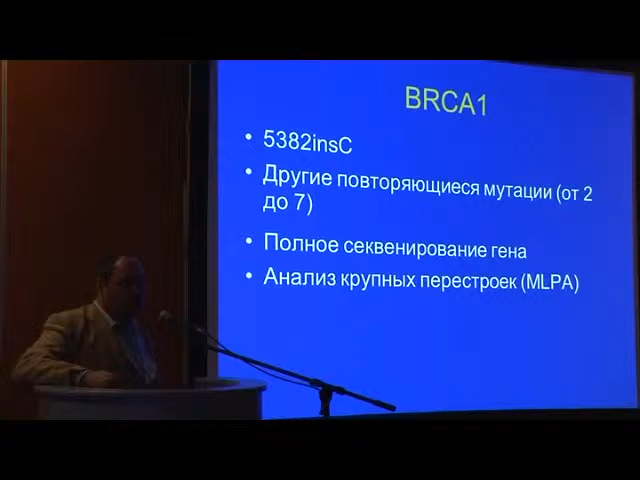 BRCA1
• 5382insC
• Другие повторяющиеся мутации (от 2
до 7)
• Полное секвенирование гена
• Анализ крупных перестроек (MLPA)